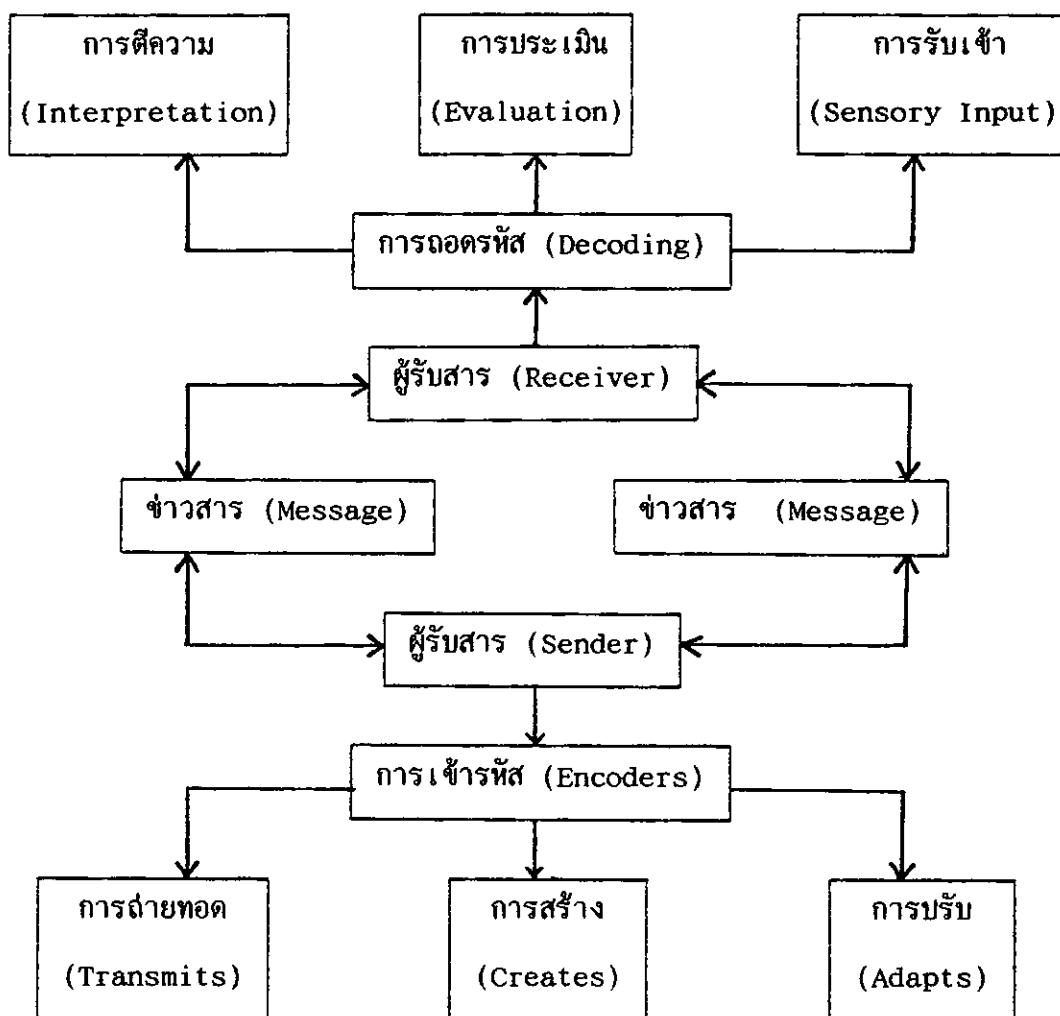 การตีความ
(Interpretation)
การประเมิน
(Evaluation)
การรับเข้า
(Sensory Input)
การถอดรหัส (Decoding)
ผู้รับสาร (Receiver)
ข่าวสาร (Message)
ข่าวสาร (Message)
ผู้รับสาร (Sender)
การเข้ารหัส (Encoders)
การถ่ายทอด
(Transmits)
การสร้าง
(Creates)
การปรับ
(Adapts)